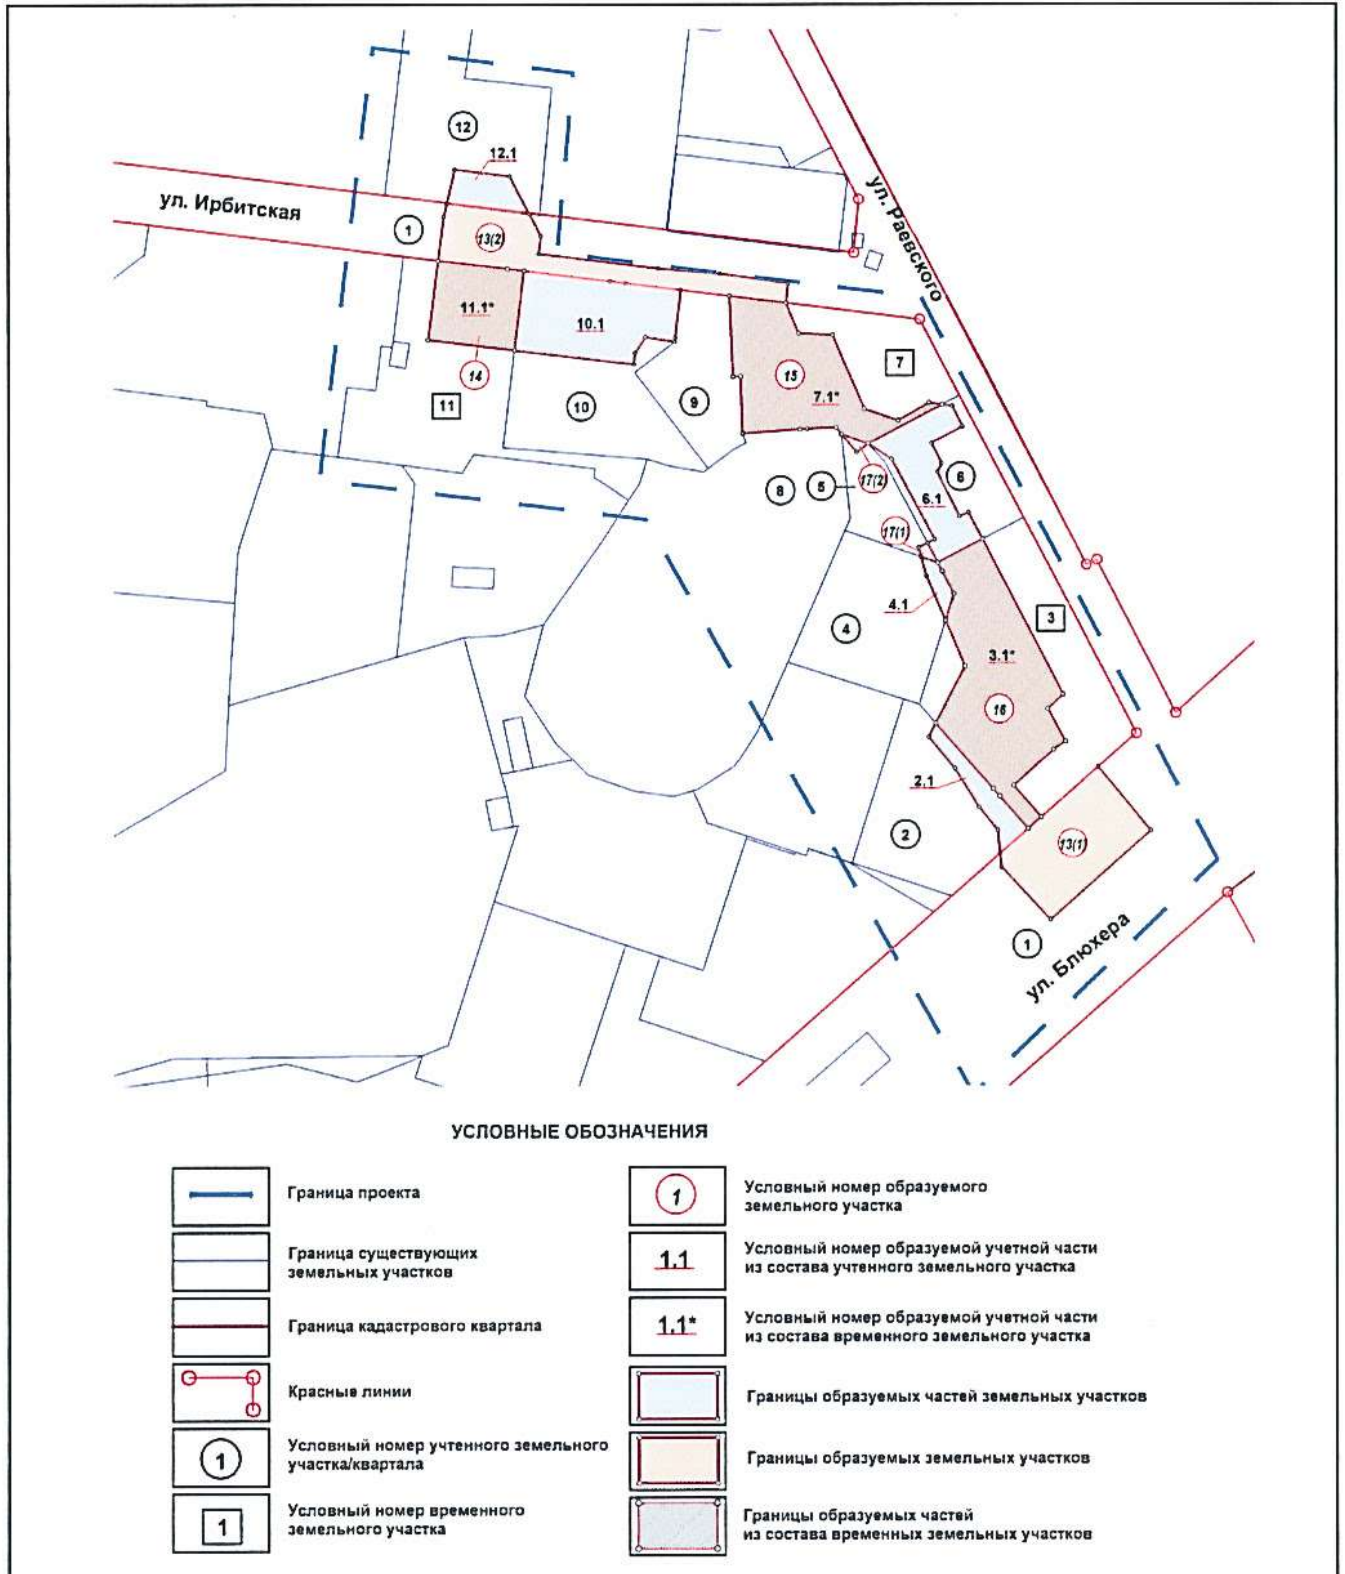 12
12.1
ул. Ирбитская
ул. Раевского
1
13(2)
11.1*
10.1
14
15
7
7.1*
11
10
9
8
5
17(2)
6
6.1
17(1)
4.1
4
3
3.1*
16
2.1
2
13(1)
1
ул. Блюхера
УСЛОВНЫЕ ОБОЗНАЧЕНИЯ
Граница проекта
Граница существующих
земельных участков
Граница кадастрового квартала
Красные линии
1
Условный номер учтенного земельного
участка/квартала
1
Условный номер временного
земельного участка
1
Условный номер образуемого
земельного участка
1.1
Условный номер образуемой учетной части
из состава учтенного земельного участка
1.1*
Условный номер образуемой учетной части
из состава временного земельного участка
Границы образуемых частей земельных участков
Границы образуемых земельных участков
Границы образуемых частей
из состава временных земельных участков